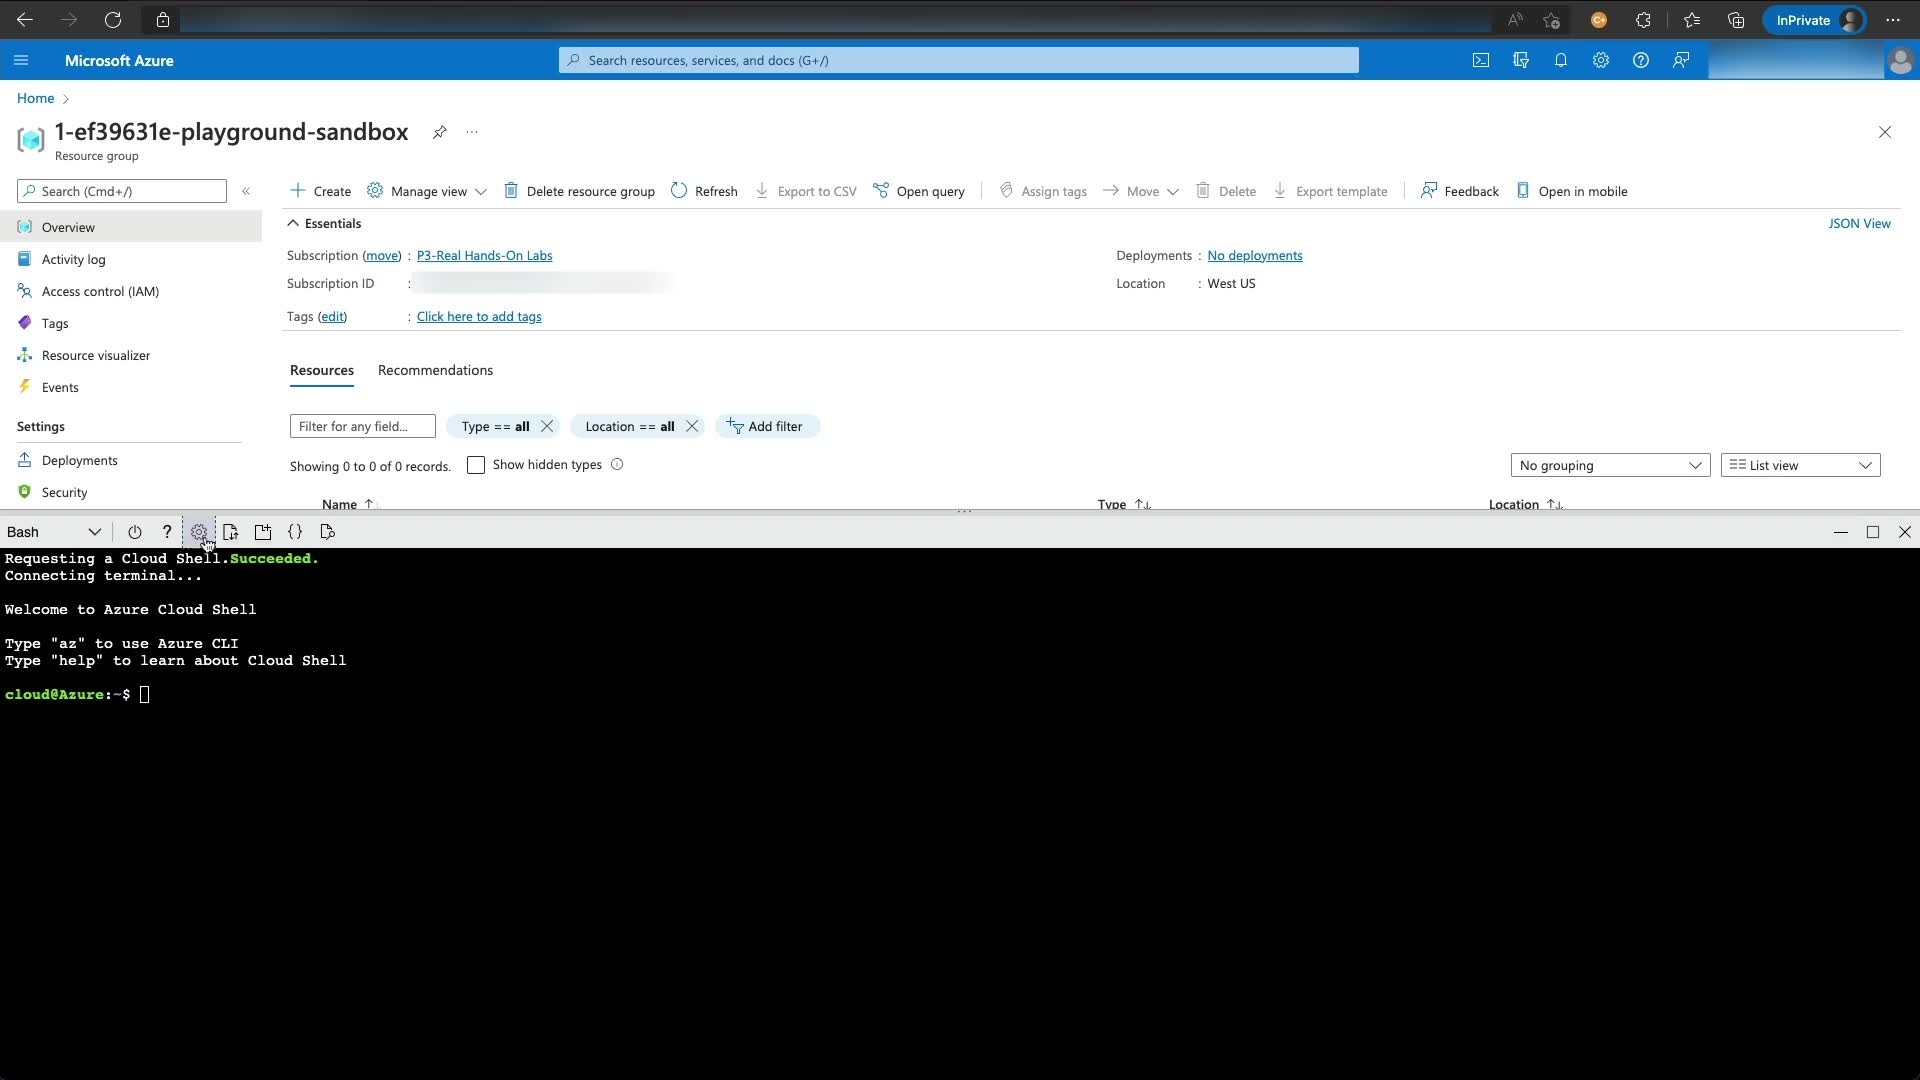 InPrivate
Microsoft Azure
Search resources, services, and docs (G+/)
Home
1-ef39631e-playground-sandbox
Resource group
Search (Cmd+/)
Create
Manage view
Delete resource group
Refresh
Export to CSV
Open query
Assign tags
Move
Delete
Export template
Feedback
Open in mobile
Overview
Activity log
Access control (IAM)
Tags
Resource visualizer
Events
Settings
Deployments
Security
Essentials
JSON View
Subscription (move) : P3-Real Hands-On Labs
Deployments : No deployments
Subscription ID :
Location : West US
Tags (edit) : Click here to add tags
Resources Recommendations
Filter for any field...
Type == all
Location == all
Add filter
Showing 0 to 0 of 0 records.
Show hidden types
No grouping
List view
Name
Type
Location
Bash
Requesting a Cloud Shell.Succeeded.
Connecting terminal...
Welcome to Azure Cloud Shell
Type "az" to use Azure CLI
Type "help" to learn about Cloud Shell
cloud@Azure:~$